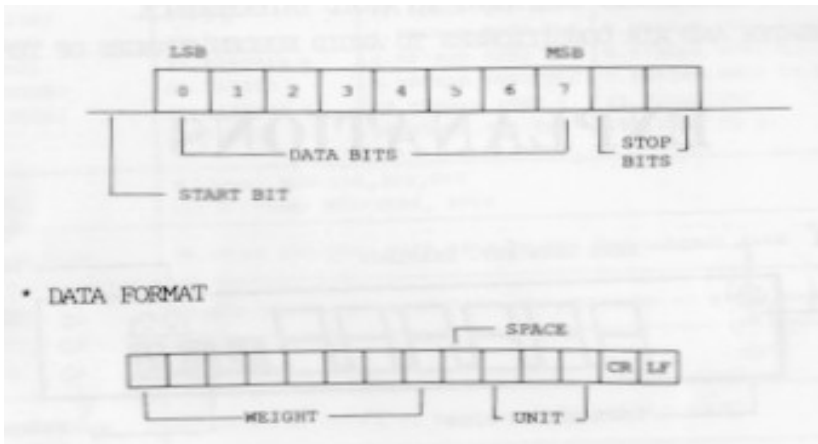 LSB MSB
0 1 2 3 4 5 6 7
DATA BITS
STOP
BITS
START BIT
* DATA FORMAT
SPACE
CR LF
WEIGHT
UNIT